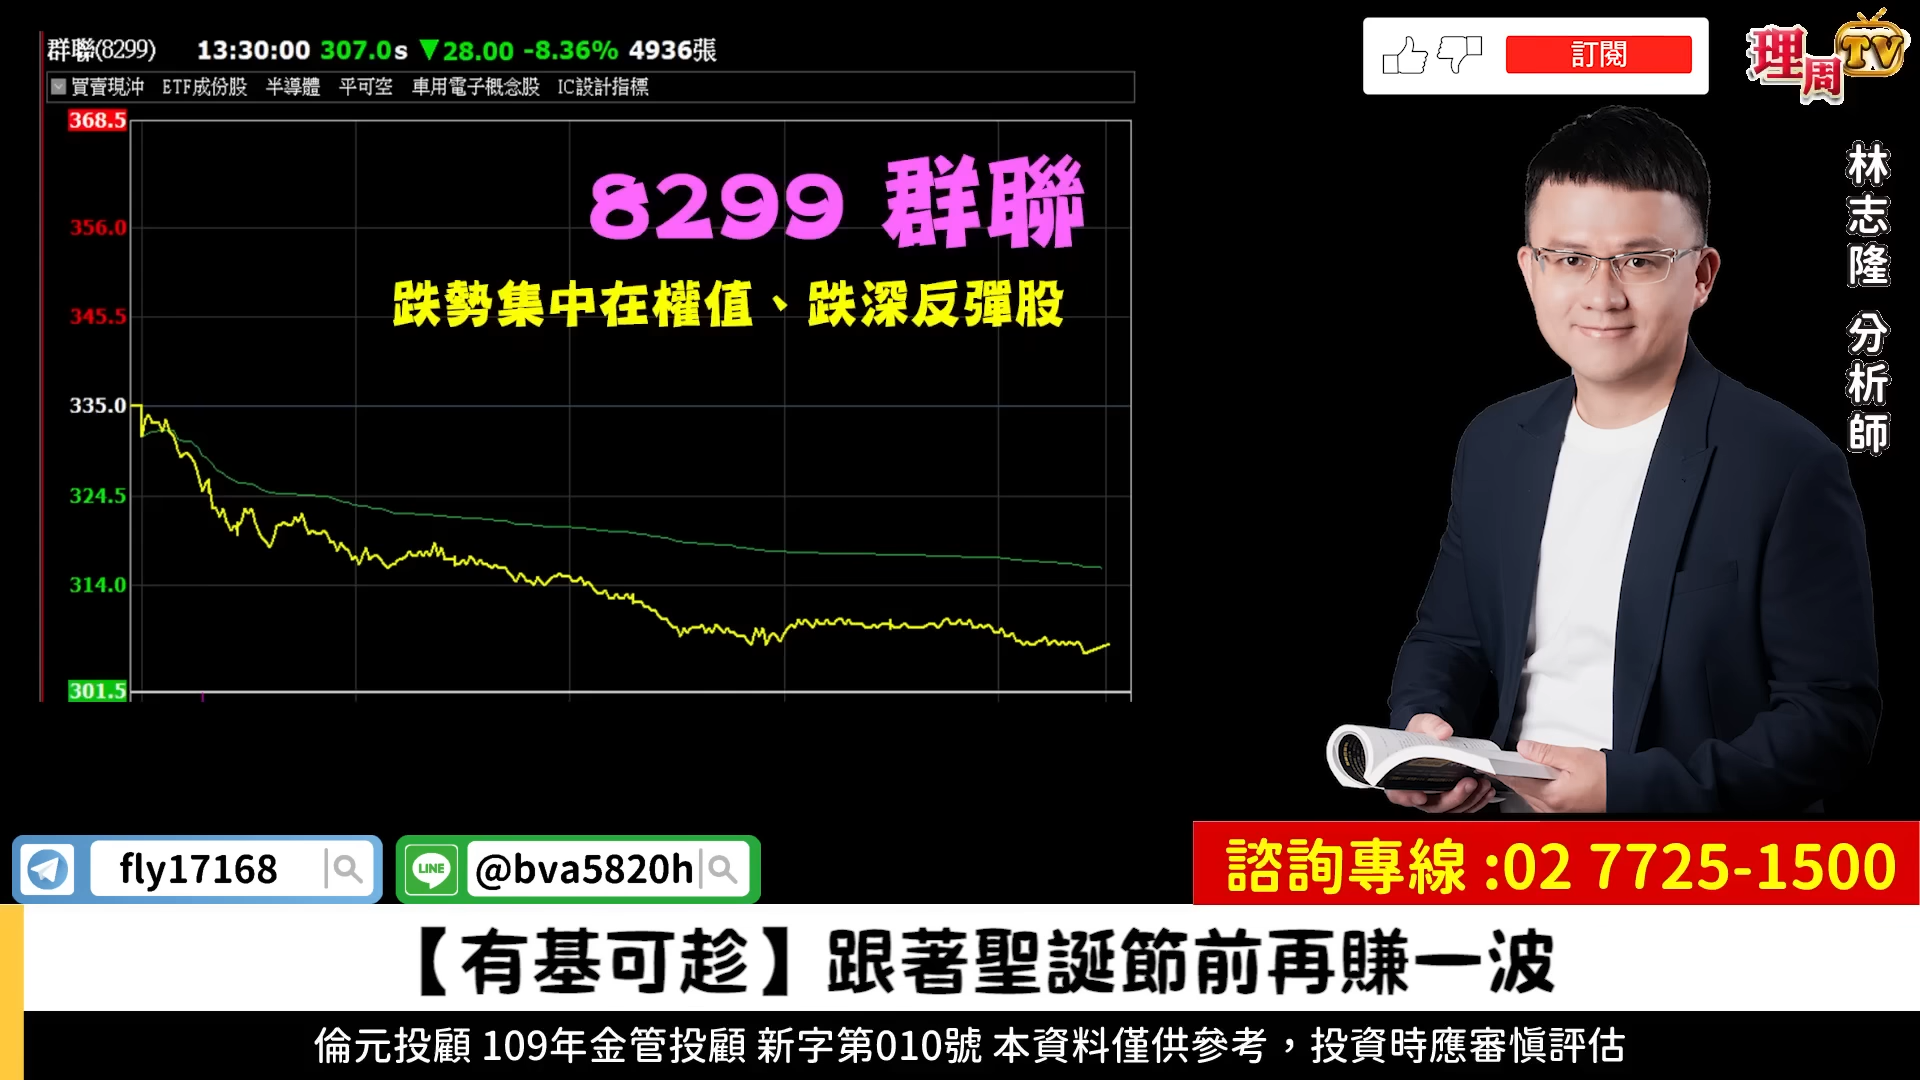 群聯(8299) 13:30:00 307.0s ▼28.00 -8.36% 4936張
買賣現沖 ETF成份股 半導體 平可空 車用電子概念股 IC設計指標
368.5
356.0
345.5
335.0
324.5
314.0
301.5
8299 群聯
跌勢集中在權值、跌深反彈股
訂閱
理周TV
林志隆 分析師
fly17168
LINE @bva5820h
諮詢專線 :02 7725-1500
【有基可趁】跟著聖誕節前再賺一波
倫元投顧 109年金管投顧 新字第010號 本資料僅供參考，投資時應審慎評估